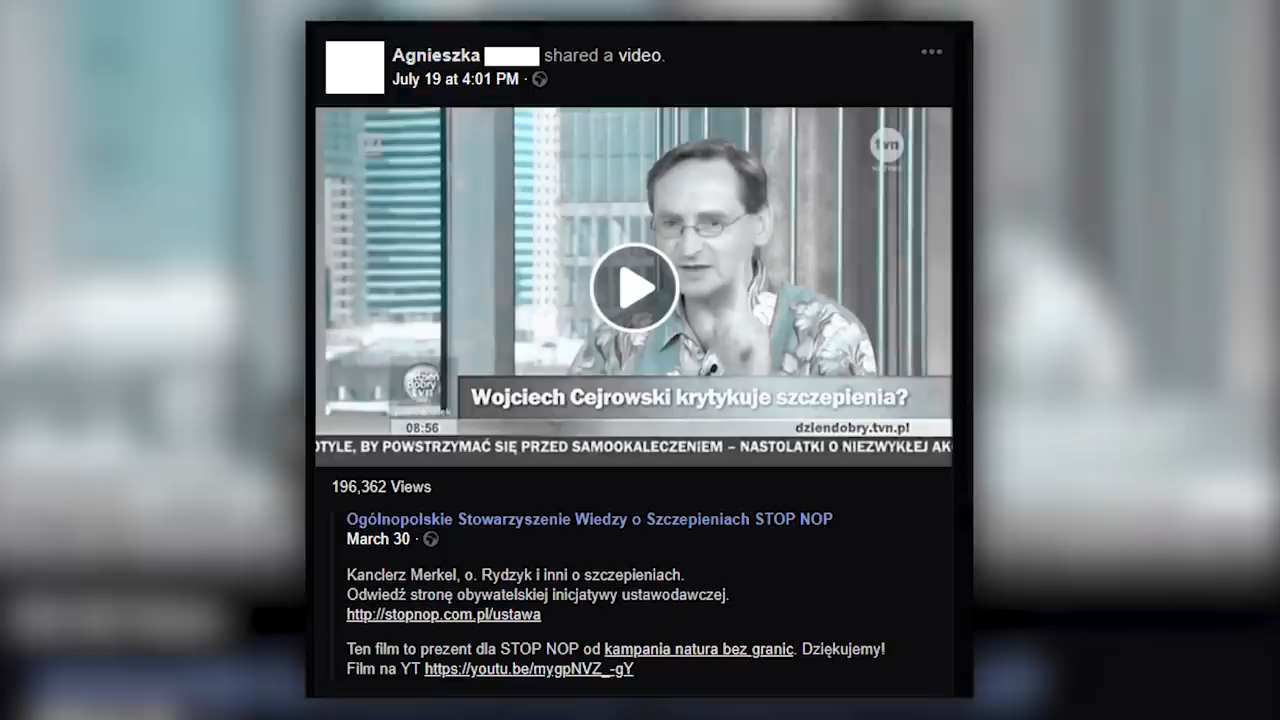 Agnieszka shared a video.
July 19 at 4:01 PM ·
tvn
dzień
dobry
tvn
Wojciech Cejrowski krytykuje szczepienia?
08:56
dziendobry.tvn.pl
OTYLE, BY POWSTRZYMAĆ SIĘ PRZED SAMOOKALECZENIEM – NASTOLATKI O NIEZWYKŁEJ AK
196,362 Views
Ogólnopolskie Stowarzyszenie Wiedzy o Szczepieniach STOP NOP
March 30 ·
Kanclerz Merkel, o. Rydzyk i inni o szczepieniach.
Odwiedź stronę obywatelskiej inicjatywy ustawodawczej.
http://stopnop.com.pl/ustawa
Ten film to prezent dla STOP NOP od kampania natura bez granic. Dziękujemy!
Film na YT https://youtu.be/mygpNVZ_-gY